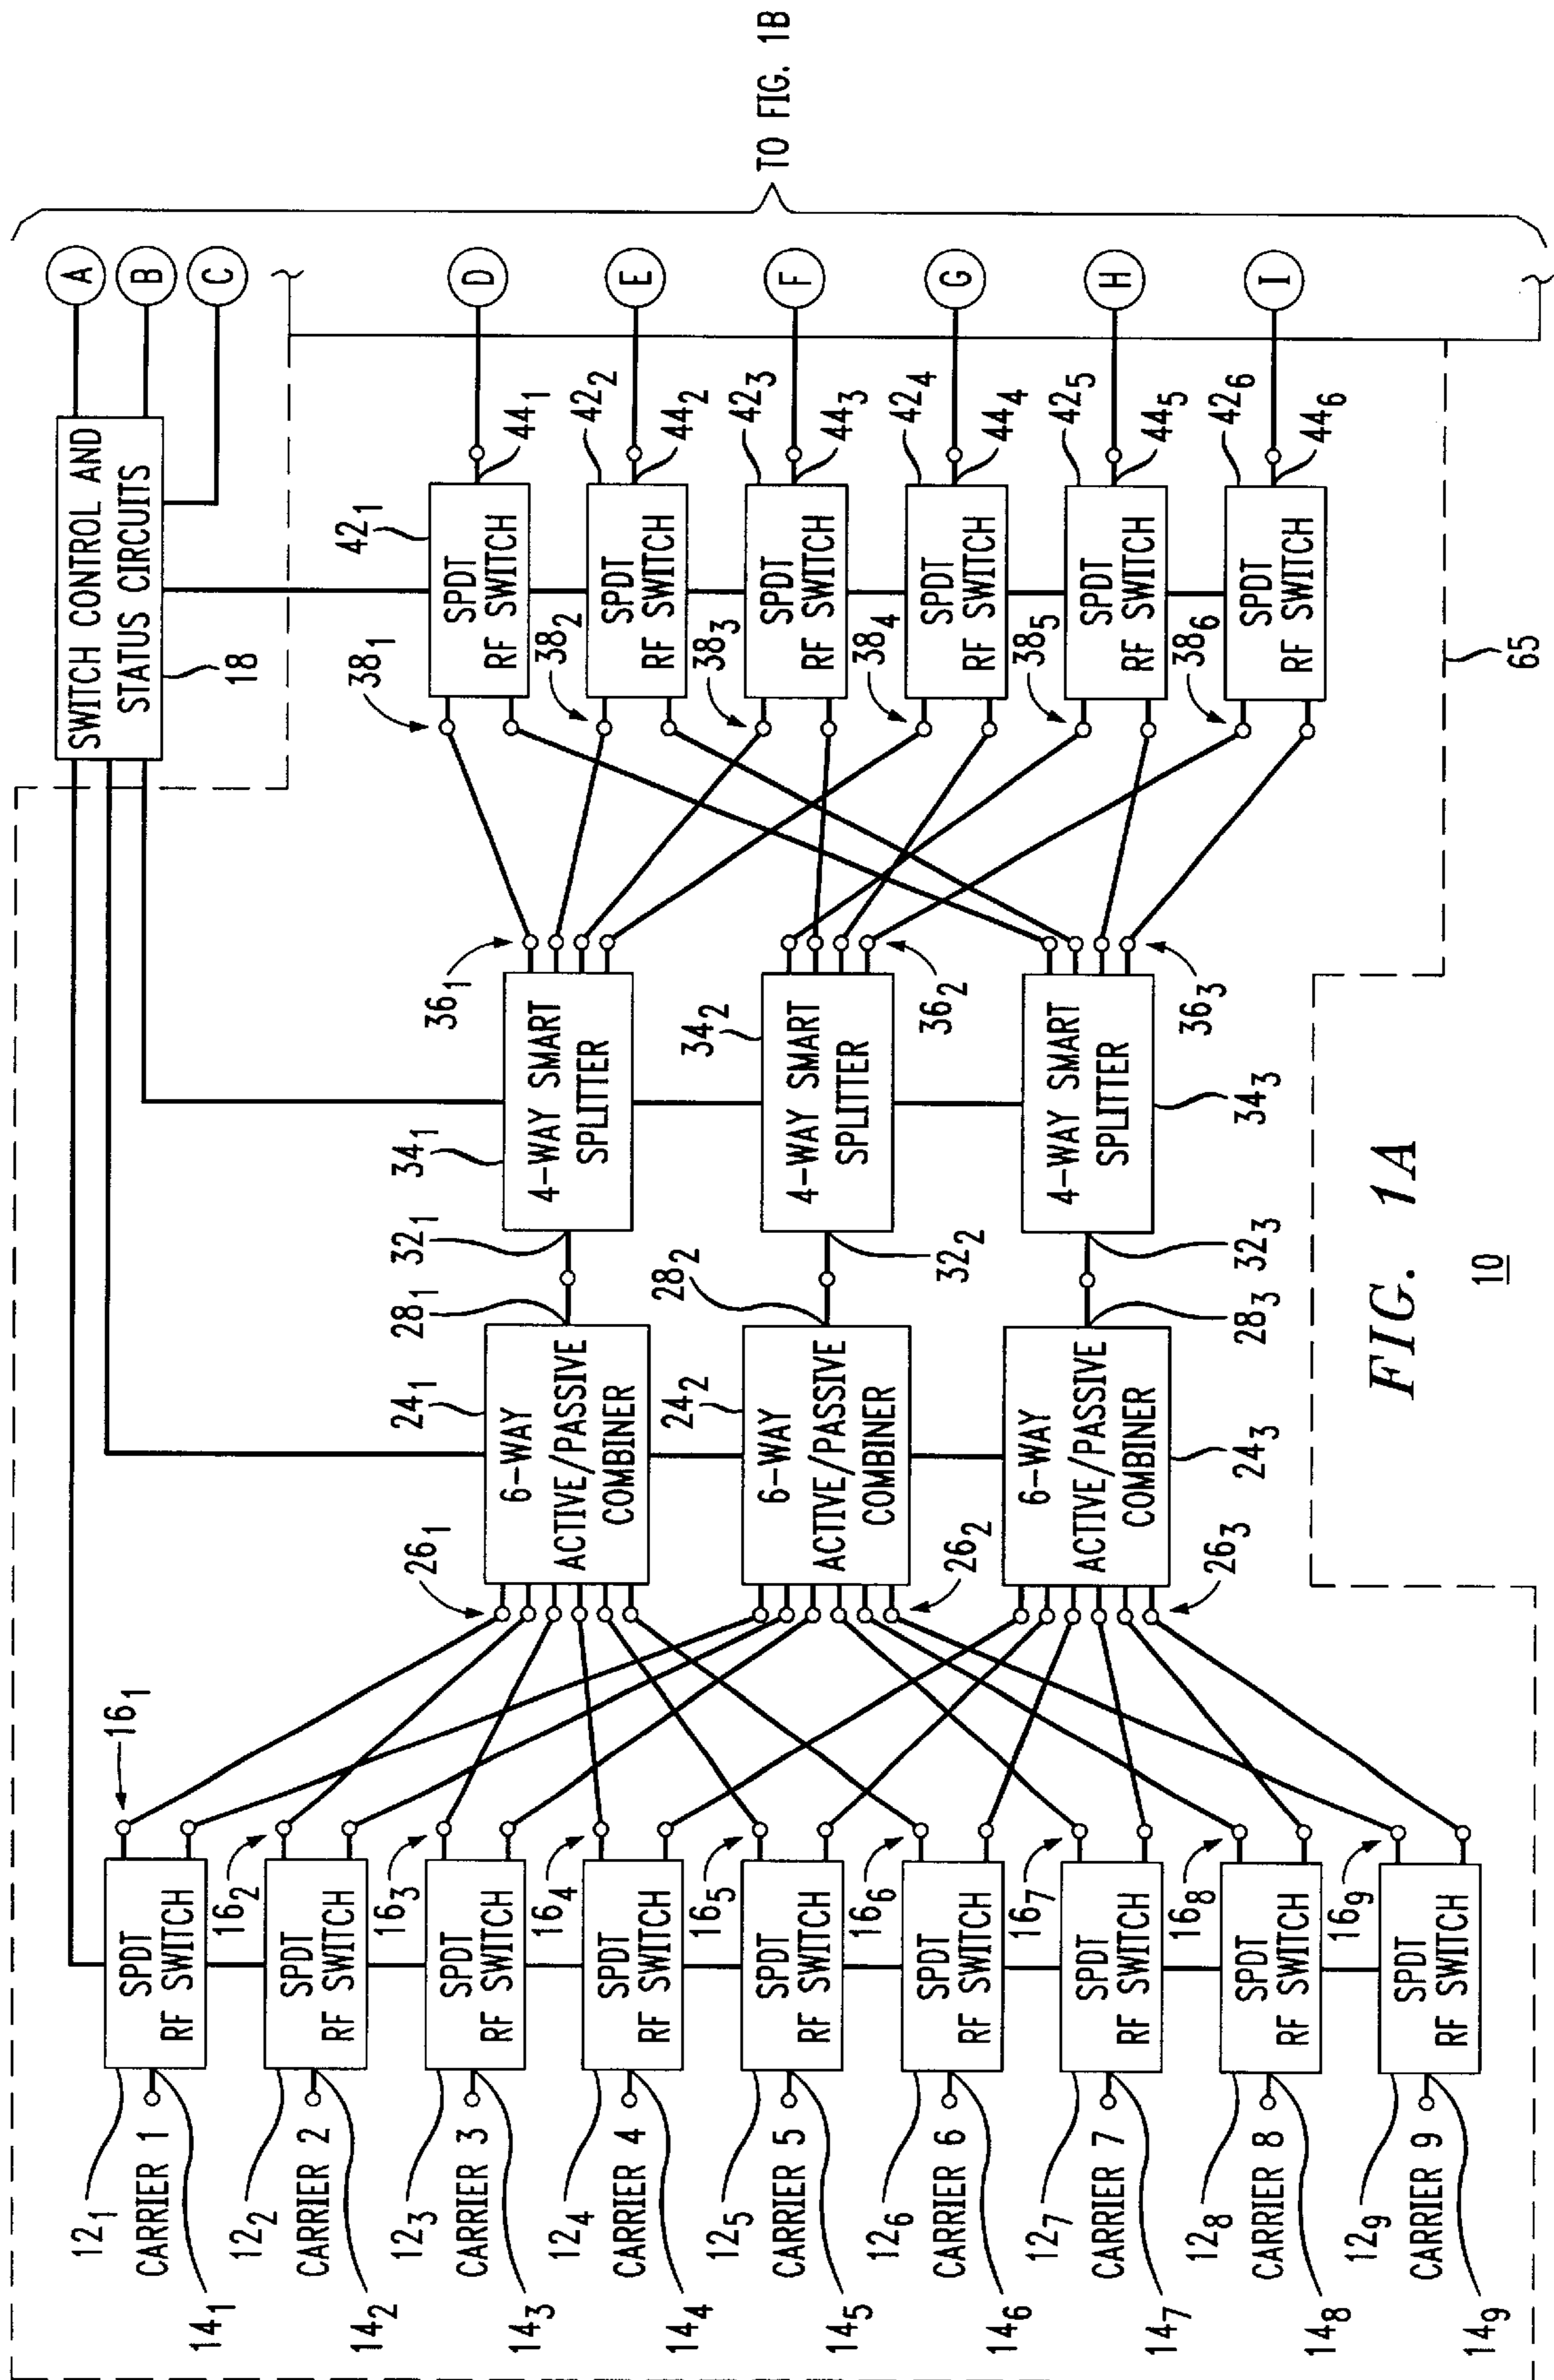 SWITCH CONTROL AND
STATUS CIRCUITS
18
A
B
C
TO FIG. 1B
12₁
CARRIER 1
14₁
SPDT
RF SWITCH
16₁
12₂
CARRIER 2
14₂
SPDT
RF SWITCH
16₂
12₃
CARRIER 3
14₃
SPDT
RF SWITCH
16₃
12₄
CARRIER 4
14₄
SPDT
RF SWITCH
16₄
12₅
CARRIER 5
14₅
SPDT
RF SWITCH
16₅
12₆
CARRIER 6
14₆
SPDT
RF SWITCH
16₆
12₇
CARRIER 7
14₇
SPDT
RF SWITCH
16₇
12₈
CARRIER 8
14₈
SPDT
RF SWITCH
16₈
12₉
CARRIER 9
14₉
SPDT
RF SWITCH
16₉
26₁
24₁
6-WAY
ACTIVE/PASSIVE
COMBINER
28₁
26₂
24₂
6-WAY
ACTIVE/PASSIVE
COMBINER
28₂
26₃
24₃
6-WAY
ACTIVE/PASSIVE
COMBINER
28₃
32₁
34₁
4-WAY SMART
SPLITTER
36₁
32₂
34₂
4-WAY SMART
SPLITTER
36₂
32₃
34₃
4-WAY SMART
SPLITTER
36₃
38₁
42₁
SPDT
RF SWITCH
44₁
D
38₂
42₂
SPDT
RF SWITCH
44₂
E
38₃
42₃
SPDT
RF SWITCH
44₃
F
38₄
42₄
SPDT
RF SWITCH
44₄
G
38₅
42₅
SPDT
RF SWITCH
44₅
H
38₆
42₆
SPDT
RF SWITCH
44₆
I
65
FIG. 1A
10